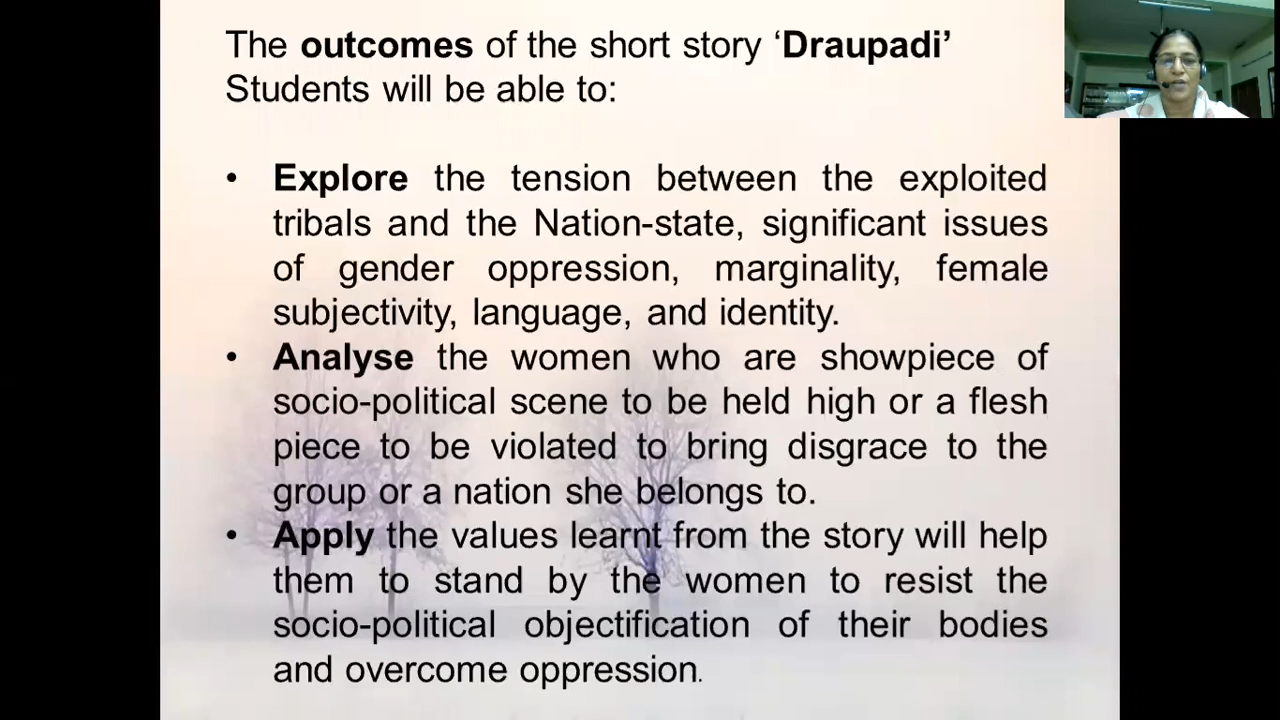 The outcomes of the short story ‘Draupadi’
Students will be able to:
• Explore the tension between the exploited
tribals and the Nation-state, significant issues
of gender oppression, marginality, female
subjectivity, language, and identity.
• Analyse the women who are showpiece of
socio-political scene to be held high or a flesh
piece to be violated to bring disgrace to the
group or a nation she belongs to.
• Apply the values learnt from the story will help
them to stand by the women to resist the
socio-political objectification of their bodies
and overcome oppression.